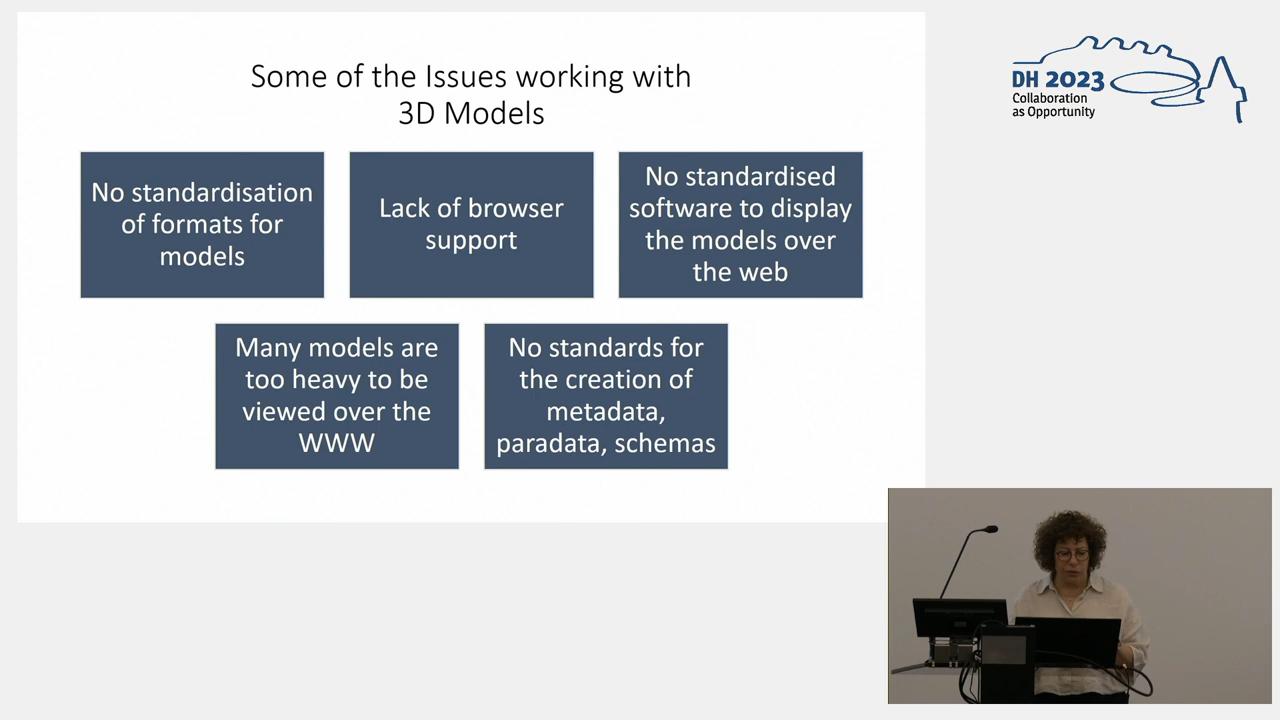 Some of the Issues working with
3D Models
No standardisation
of formats for
models
Lack of browser
support
No standardised
software to display
the models over
the web
Many models are
too heavy to be
viewed over the
WWW
No standards for
the creation of
metadata,
paradata, schemas
DH 2023
Collaboration
as Opportunity